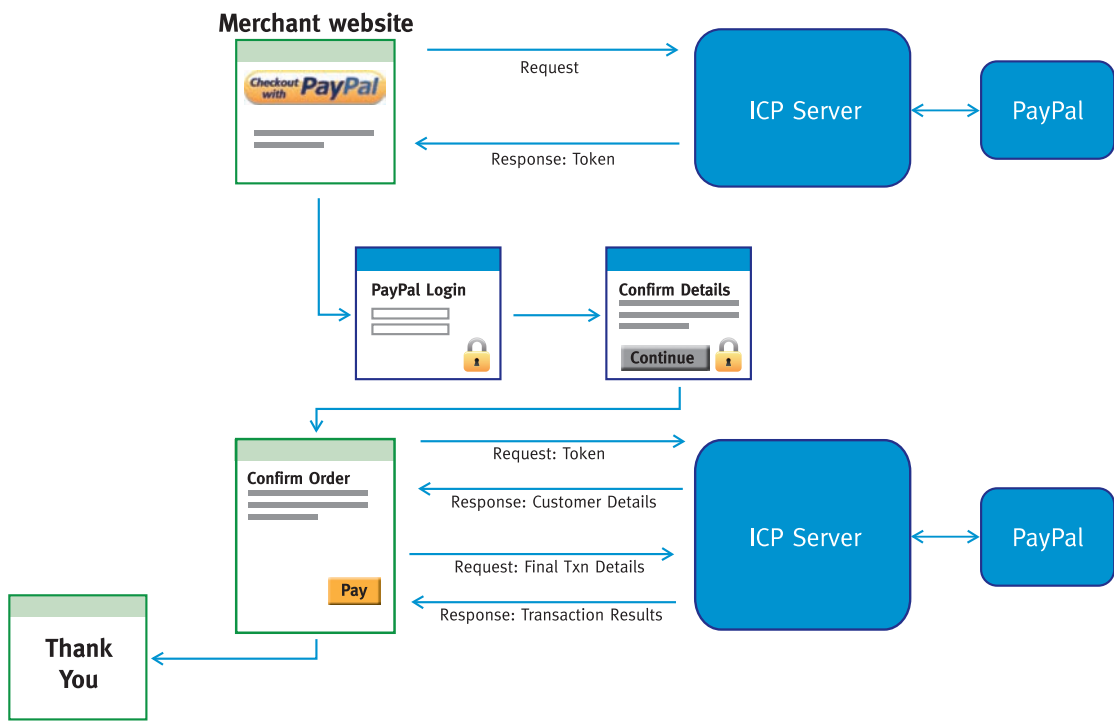 Merchant website
Checkout
with PayPal
Request
Response: Token
ICP Server
PayPal
PayPal Login
Confirm Details
Continue
Confirm Order
Pay
Request: Token
Response: Customer Details
Request: Final Txn Details
Response: Transaction Results
ICP Server
PayPal
Thank
You